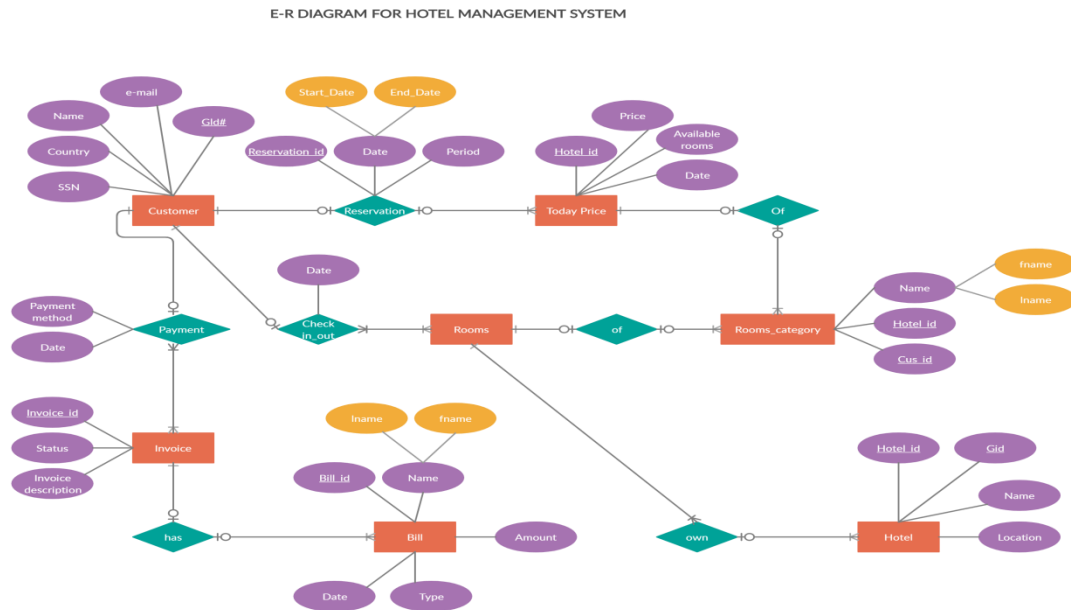 E-R DIAGRAM FOR HOTEL MANAGEMENT SYSTEM
e-mail
Start_Date
End_Date
Name
GId#
Price
Country
Reservation_id
Date
Period
Hotel_id
Available
rooms
SSN
Date
Customer
Reservation
Today Price
Of
Date
Name
fname
lname
Payment
method
Payment
Check
in_out
Rooms
of
Rooms_category
Hotel_id
Date
Cus_id
Invoice_id
lname
fname
Status
Invoice
Hotel_id
Gid
Invoice
description
Bill_id
Name
Name
has
Bill
Amount
own
Hotel
Location
Date
Type